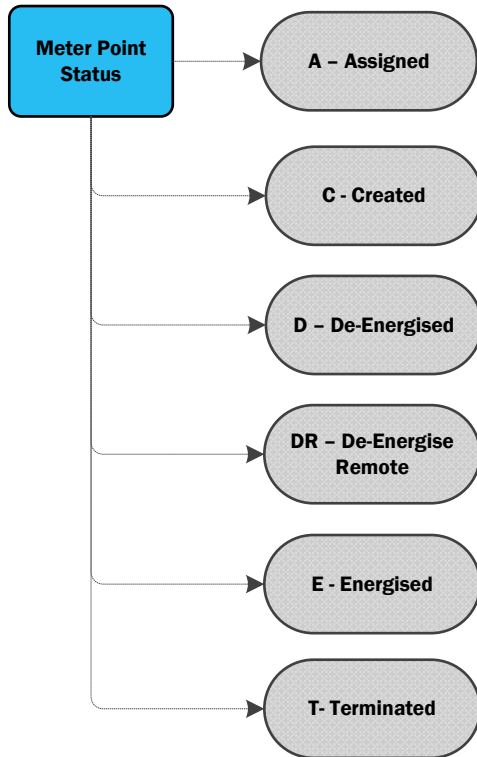 Meter Point
Status
A – Assigned
C - Created
D – De-Energised
DR – De-Energise
Remote
E - Energised
T- Terminated